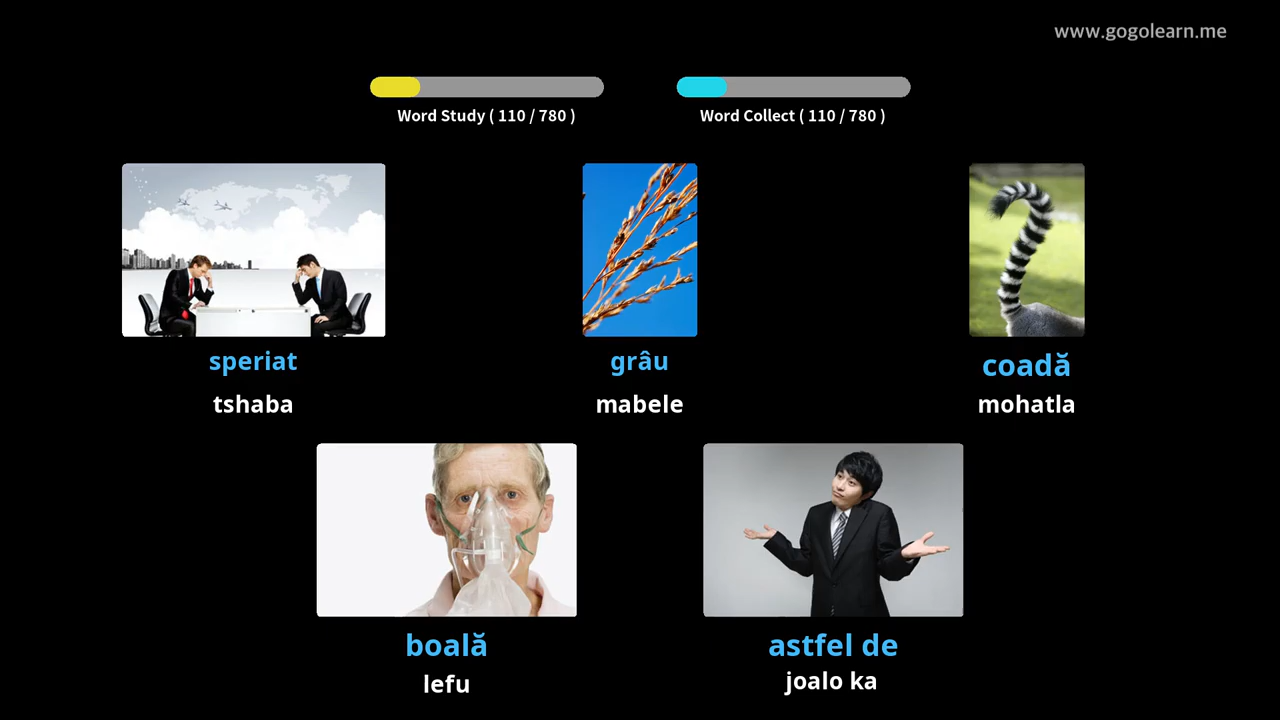 www.gogolearn.me
Word Study ( 110 / 780 )
Word Collect ( 110 / 780 )
speriat
tshaba
grâu
mabele
coadă
mohatla
boală
lefu
astfel de
joalo ka